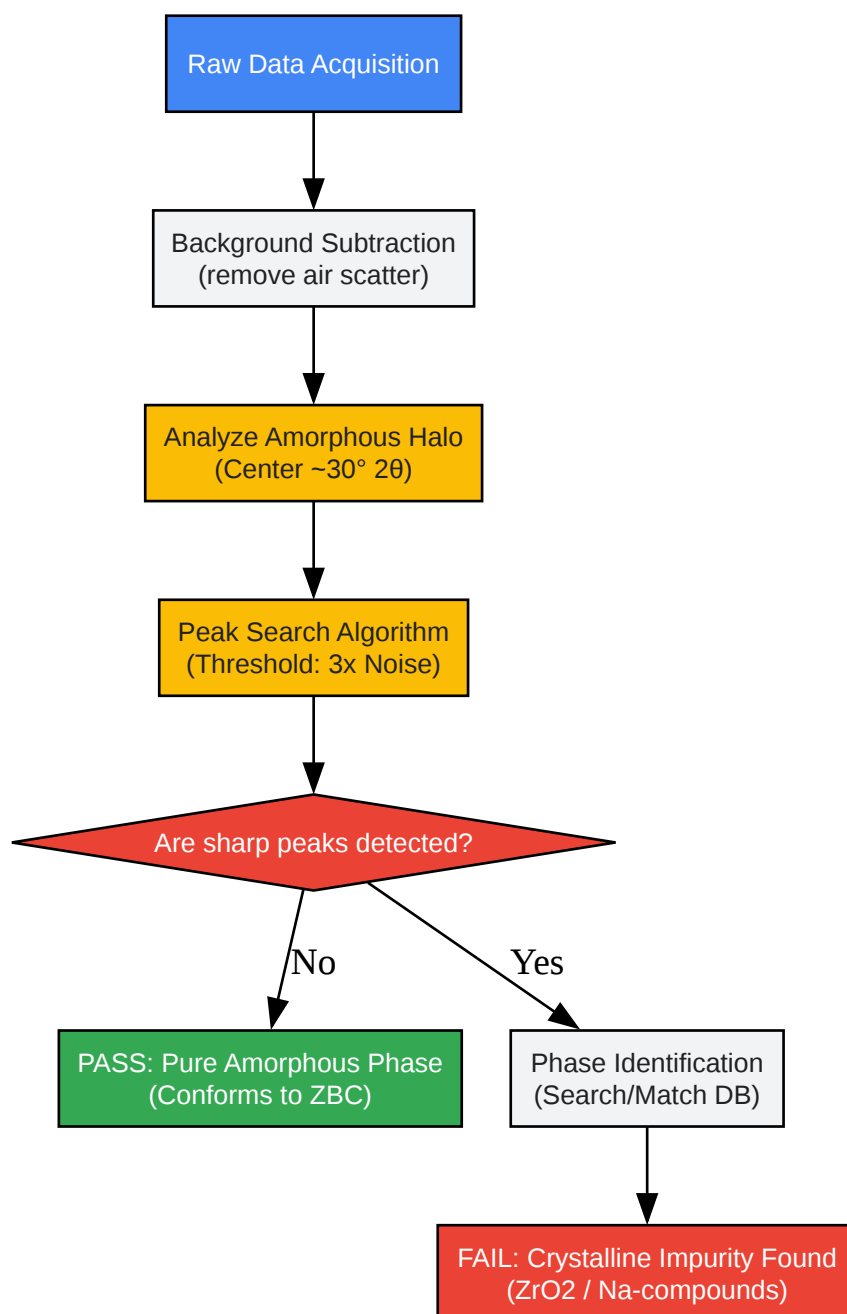 Raw Data Acquisition
Background Subtraction
(remove air scatter)
Analyze Amorphous Halo
(Center ~30° 2θ)
Peak Search Algorithm
(Threshold: 3x Noise)
Are sharp peaks detected?
No
Yes
PASS: Pure Amorphous Phase
(Conforms to ZBC)
Phase Identification
(Search/Match DB)
FAIL: Crystalline Impurity Found
(ZrO2 / Na-compounds)